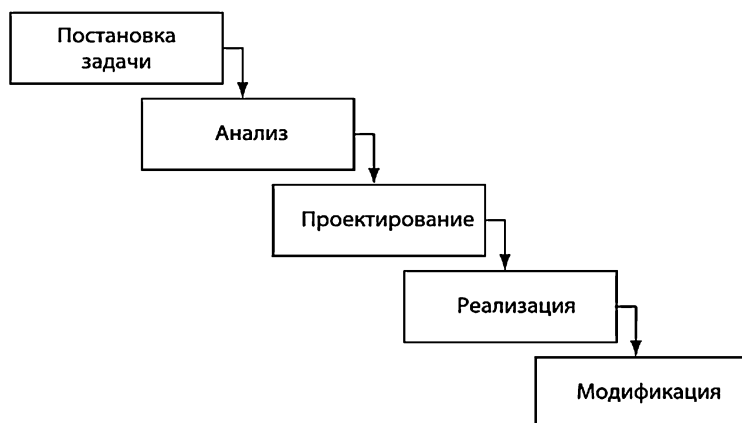 Постановка
задачи
Анализ
Проектирование
Реализация
Модификация